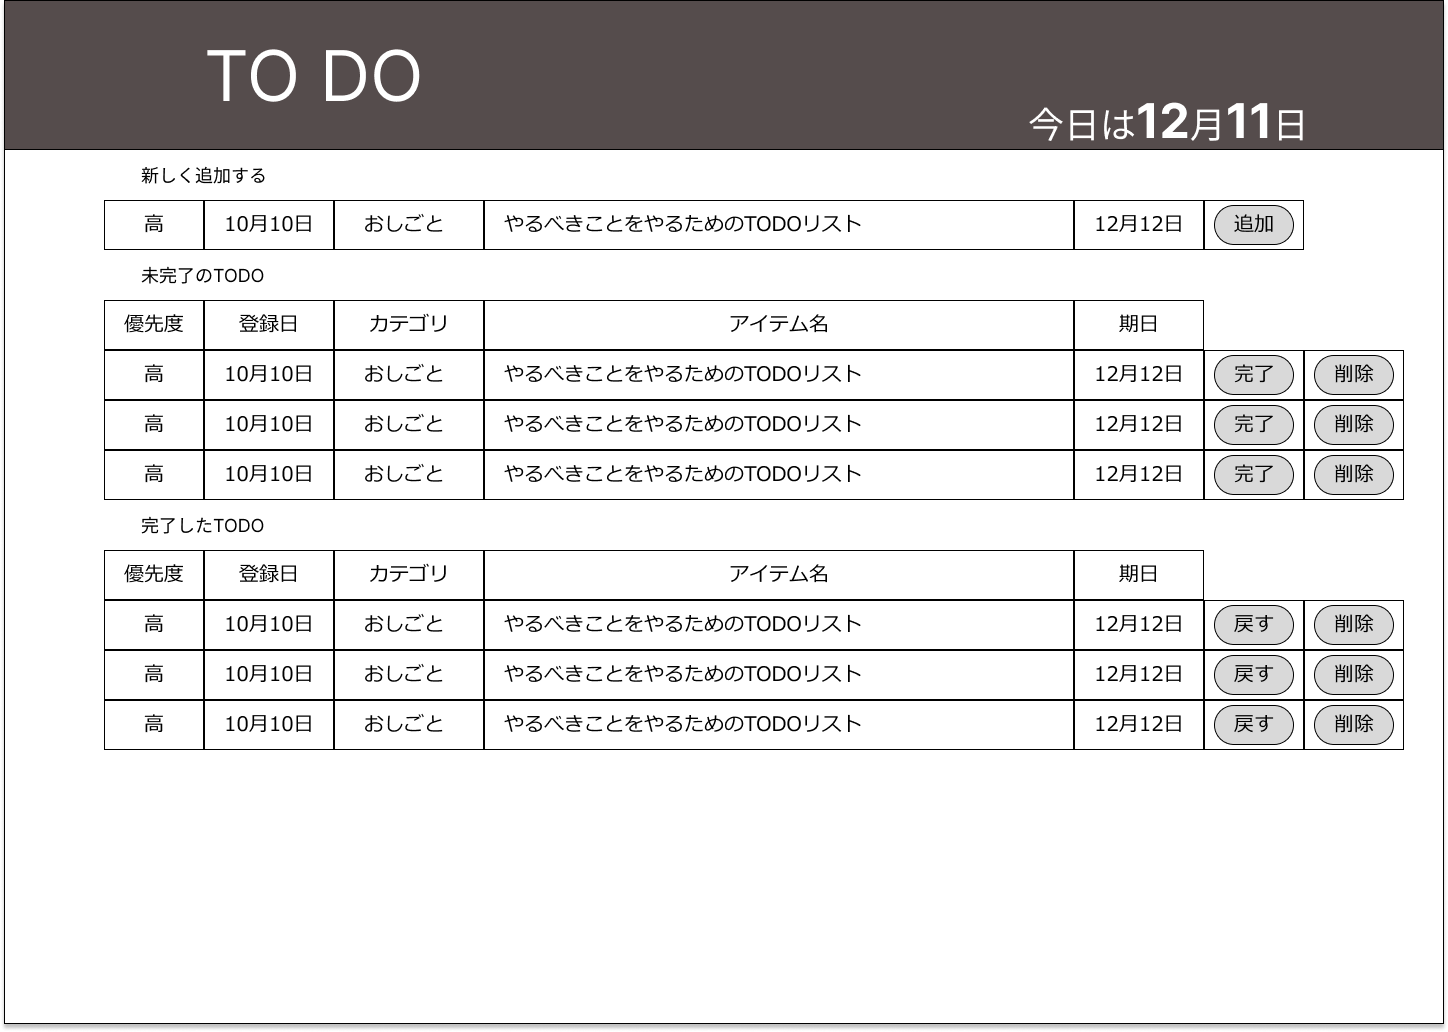 TO DO
今日は12月11日
新しく追加する
高 10月10日 おしごと やるべきことをやるためのTODOリスト 12月12日 追加
未完了のTODO
優先度 登録日 カテゴリ アイテム名 期日
高 10月10日 おしごと やるべきことをやるためのTODOリスト 12月12日 完了 削除
高 10月10日 おしごと やるべきことをやるためのTODOリスト 12月12日 完了 削除
高 10月10日 おしごと やるべきことをやるためのTODOリスト 12月12日 完了 削除
完了したTODO
優先度 登録日 カテゴリ アイテム名 期日
高 10月10日 おしごと やるべきことをやるためのTODOリスト 12月12日 戻す 削除
高 10月10日 おしごと やるべきことをやるためのTODOリスト 12月12日 戻す 削除
高 10月10日 おしごと やるべきことをやるためのTODOリスト 12月12日 戻す 削除